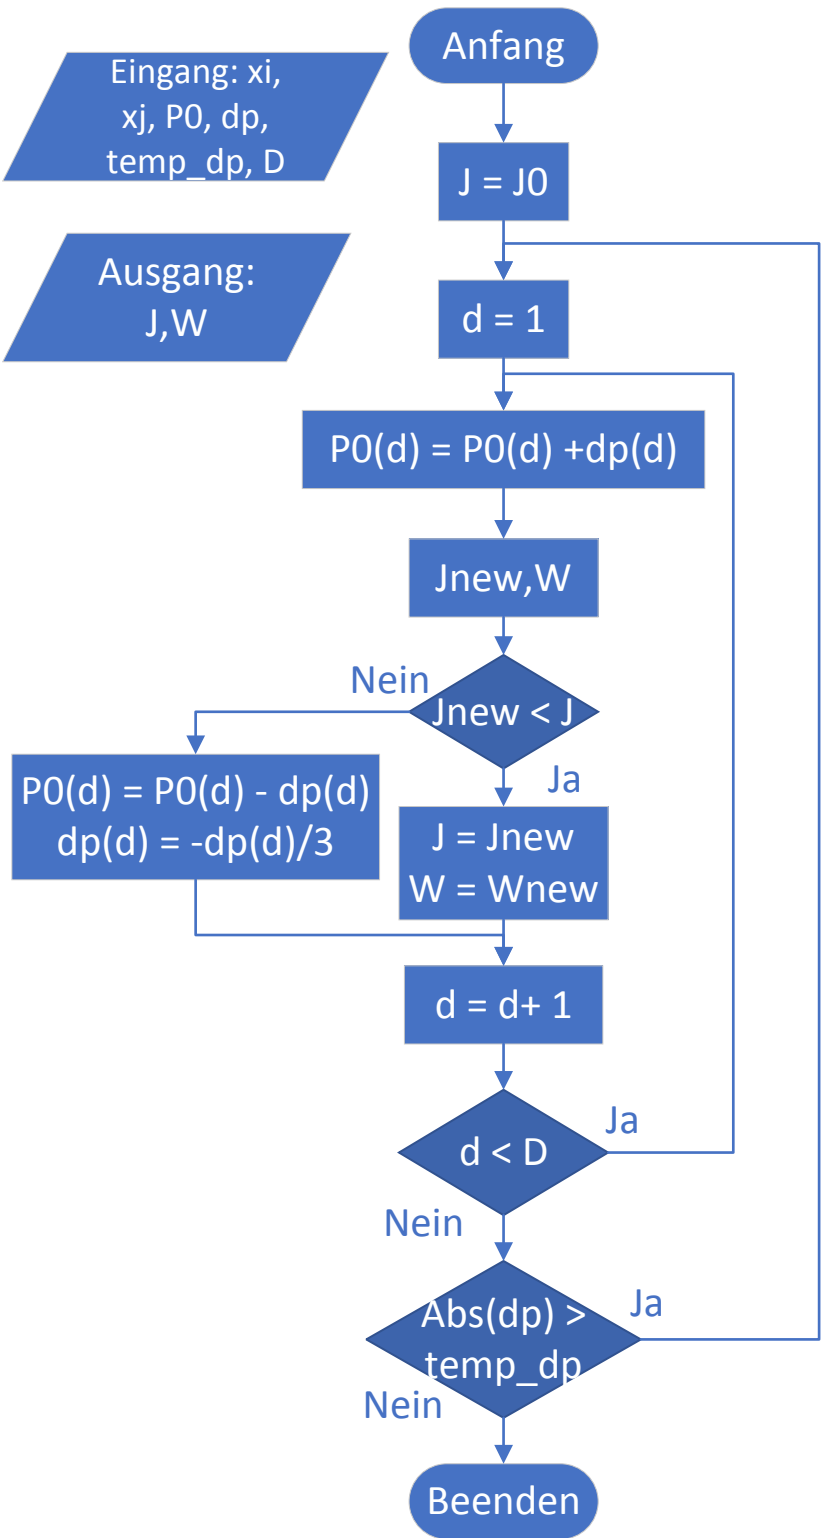 Anfang
Eingang: xi,
xj, P0, dp,
temp_dp, D
J = J0
Ausgang:
J,W
d = 1
P0(d) = P0(d) +dp(d)
Jnew,W
Nein
Jnew < J
Ja
P0(d) = P0(d) - dp(d)
dp(d) = -dp(d)/3
J = Jnew
W = Wnew
d = d+ 1
Ja
d < D
Nein
Ja
Abs(dp) >
temp_dp
Nein
Beenden